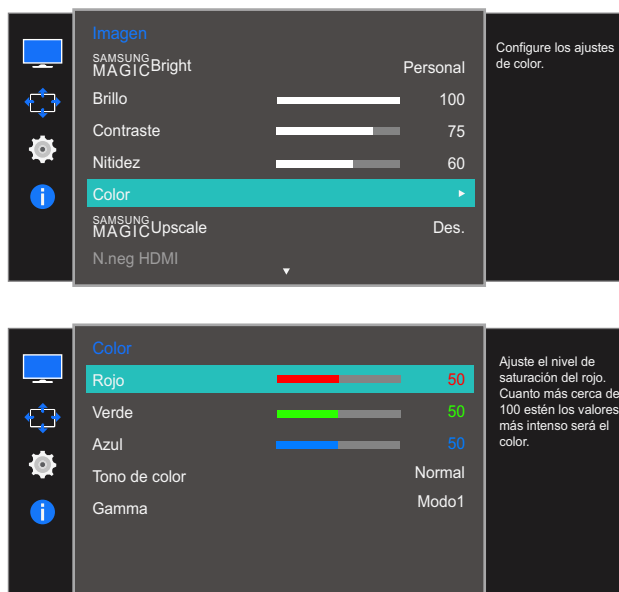 Imagen
SAMSUNG
MAGICBright Personal
Configure los ajustes
de color.
Brillo 100
Contraste 75
Nitidez 60
Color
SAMSUNG
MAGICUpscale Des.
N.neg HDMI
Color
Rojo 50
Verde 50
Azul 50
Tono de color Normal
Gamma Modo1
Ajuste el nivel de
saturación del rojo.
Cuanto más cerca de
100 estén los valores
más intenso será el
color.